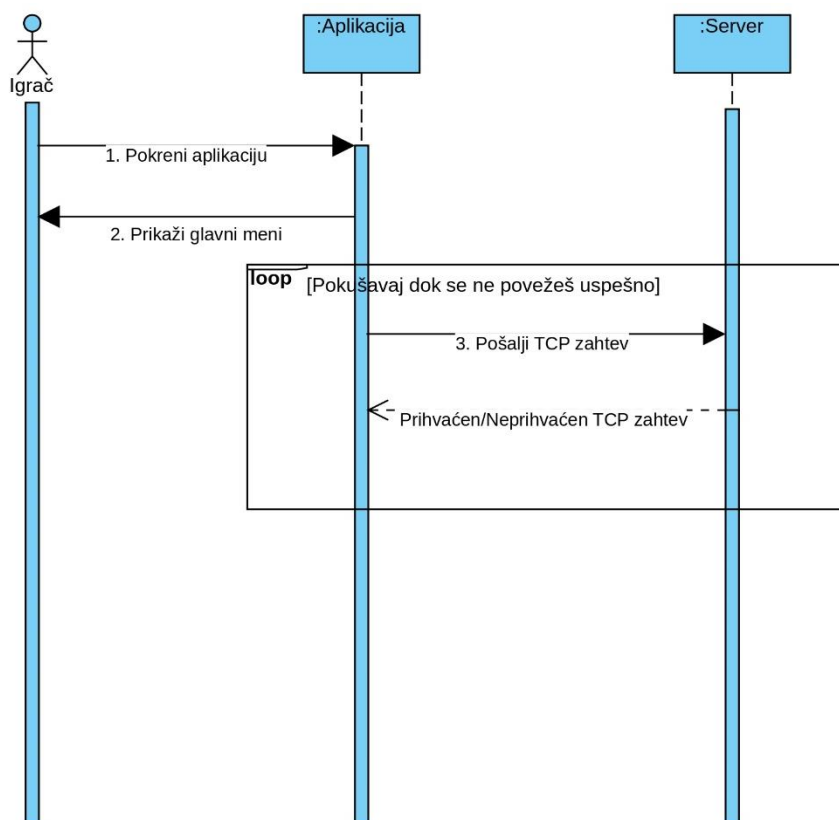 :Aplikacija
:Server
Igrač
1. Pokreni aplikaciju
2. Prikaži glavni meni
loop
[Pokušavaj dok se ne povežeš uspešno]
3. Pošalji TCP zahtev
Prihvaćen/Neprihvaćen TCP zahtev